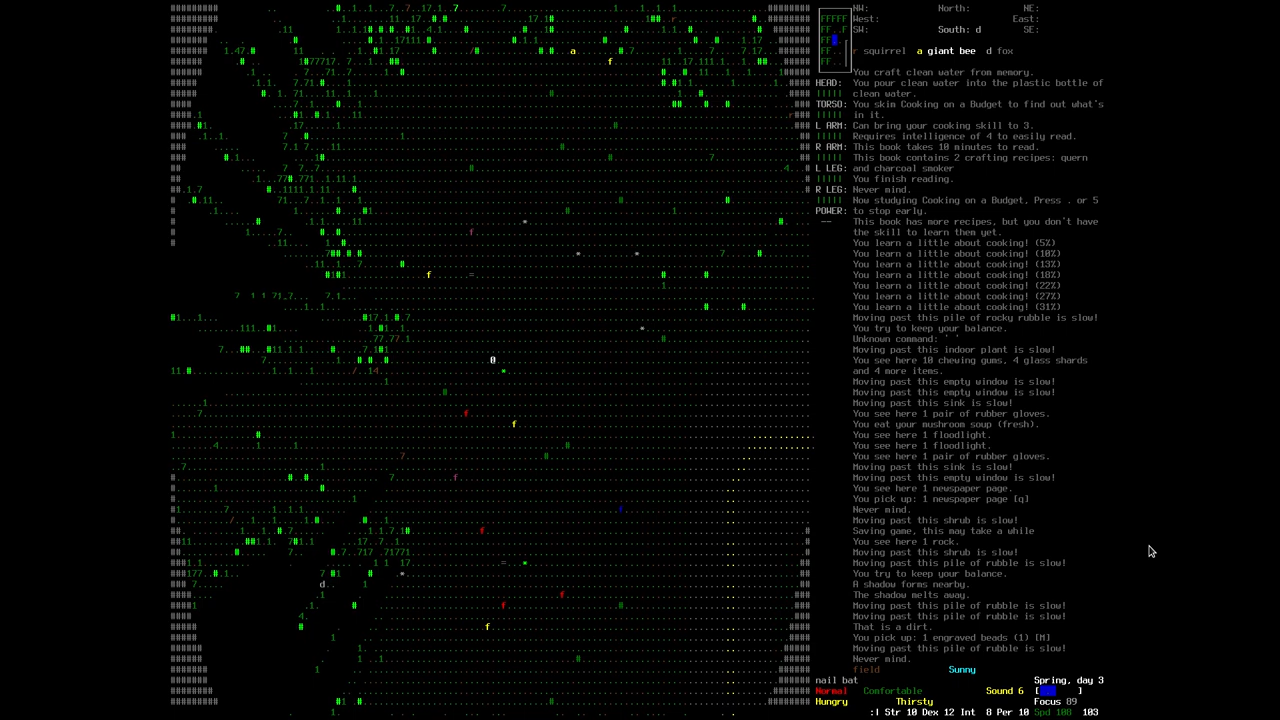 NW: North: NE:
West: East:
SW: South: d SE:
r squirrel a giant bee d fox
You craft clean water from memory.
HEAD: You pour clean water into the plastic bottle of
clean water.
TORSO: You skim Cooking on a Budget to find out what's
in it.
L ARM: Can bring your cooking skill to 3.
Requires intelligence of 4 to easily read.
R ARM: This book takes 10 minutes to read.
This book contains 2 crafting recipes: quern
L LEG: and charcoal smoker
You finish reading.
R LEG: Never mind.
Now studying Cooking on a Budget, Press . or 5
POWER: to stop early.
-- This book has more recipes, but you don't have
the skill to learn them yet.
You learn a little about cooking! (5%)
You learn a little about cooking! (10%)
You learn a little about cooking! (13%)
You learn a little about cooking! (18%)
You learn a little about cooking! (22%)
You learn a little about cooking! (27%)
You learn a little about cooking! (31%)
Moving past this pile of rocky rubble is slow!
You try to keep your balance.
Unknown command: ' '
Moving past this indoor plant is slow!
You see here 10 chewing gums, 4 glass shards
and 4 more items.
Moving past this empty window is slow!
Moving past this empty window is slow!
Moving past this sink is slow!
You see here 1 pair of rubber gloves.
You eat your mushroom soup (fresh).
You see here 1 floodlight.
You see here 1 floodlight.
You see here 1 pair of rubber gloves.
Moving past this sink is slow!
Moving past this empty window is slow!
You see here 1 newspaper page.
You pick up: 1 newspaper page [q]
Never mind.
Moving past this shrub is slow!
Saving game, this may take a while
You see here 1 rock.
Moving past this shrub is slow!
Moving past this pile of rubble is slow!
You try to keep your balance.
A shadow forms nearby.
The shadow melts away.
Moving past this pile of rubble is slow!
Moving past this pile of rubble is slow!
That is a dirt.
You pick up: 1 engraved beads (1) [M]
Moving past this pile of rubble is slow!
Never mind.
field Sunny
nail bat Spring, day 3
Normal Comfortable Sound 6 [ ]
Hungry Thirsty Focus 89
:| Str 10 Dex 12 Int 8 Per 10 Spd 108 103